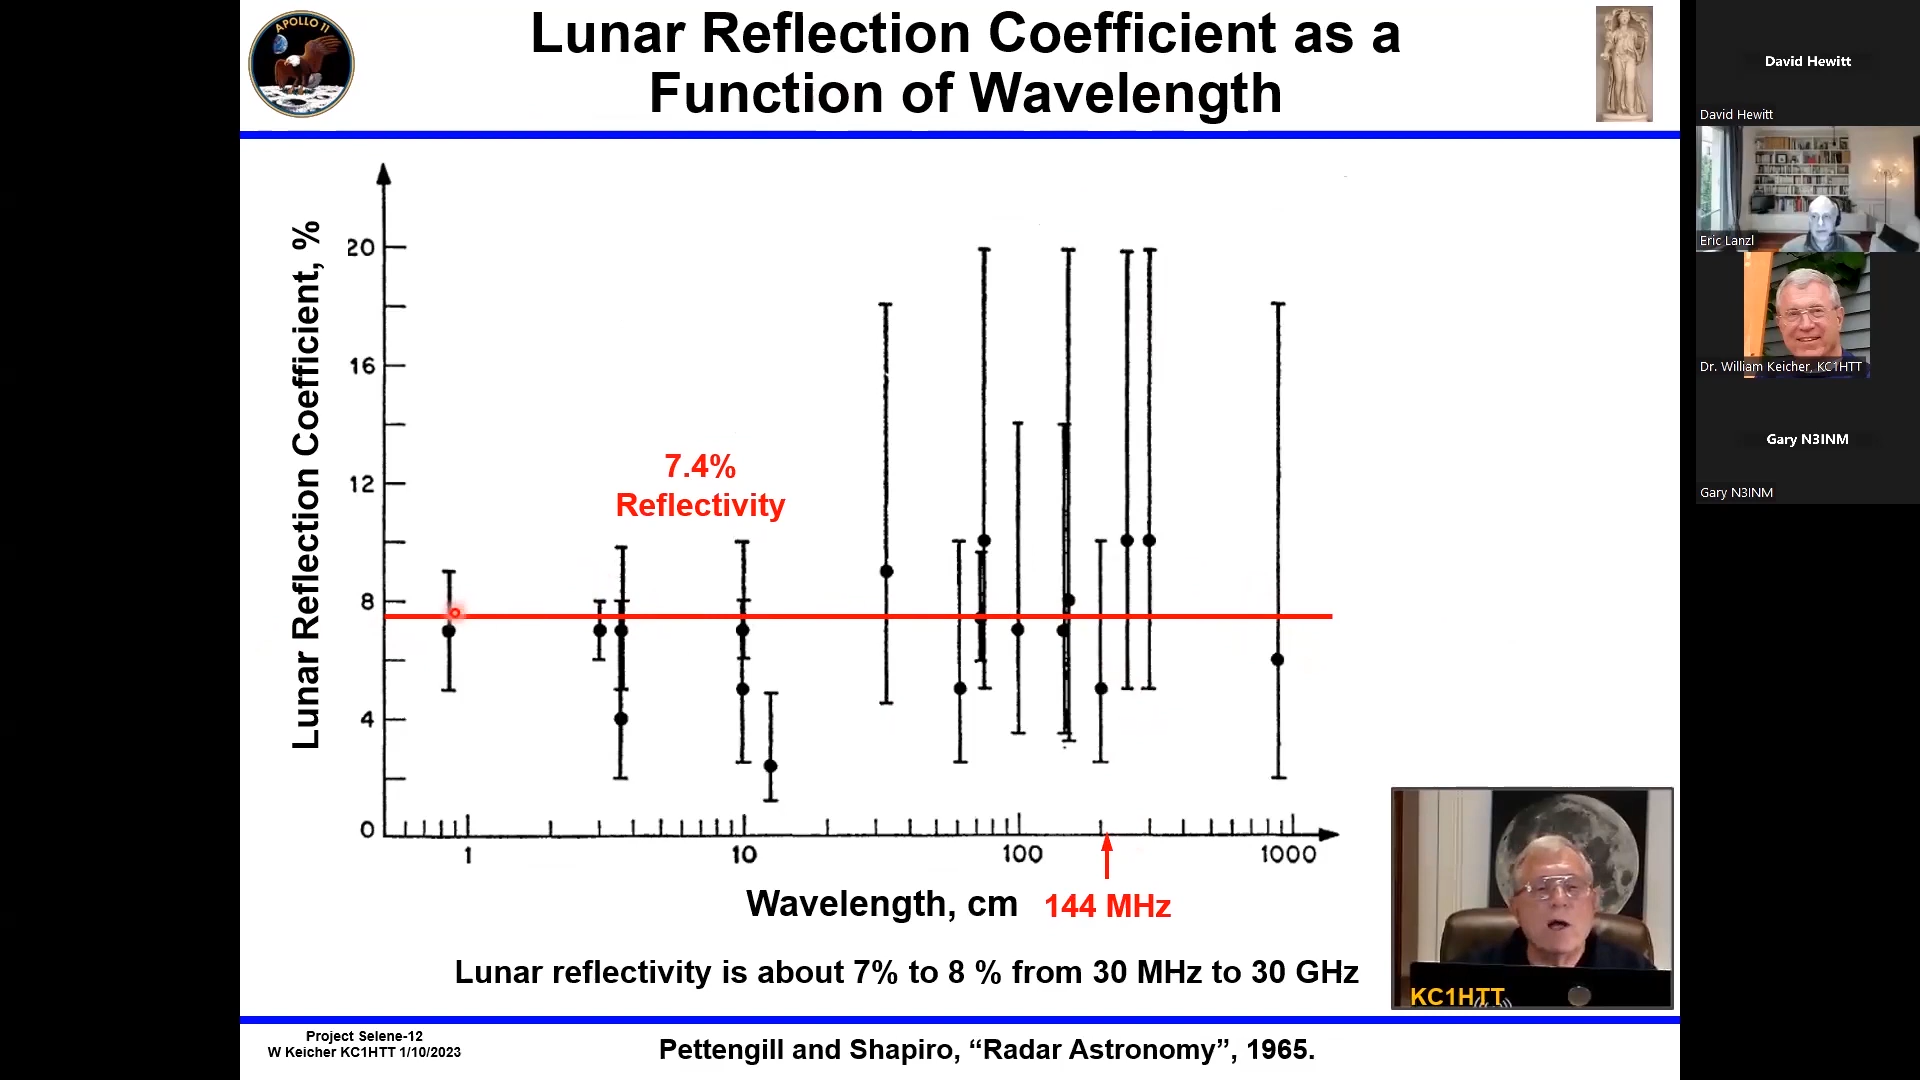 APOLLO 11
Lunar Reflection Coefficient as a
Function of Wavelength
Lunar Reflection Coefficient, %
20
16
12
8
4
0
7.4%
Reflectivity
1
10
100
1000
Wavelength, cm
144 MHz
Lunar reflectivity is about 7% to 8 % from 30 MHz to 30 GHz
KC1HTT
Project Selene-12
W Keicher KC1HTT 1/10/2023
Pettengill and Shapiro, “Radar Astronomy”, 1965.
David Hewitt
David Hewitt
Eric Lanzl
Dr. William Keicher, KC1HTT
Gary N3INM
Gary N3INM